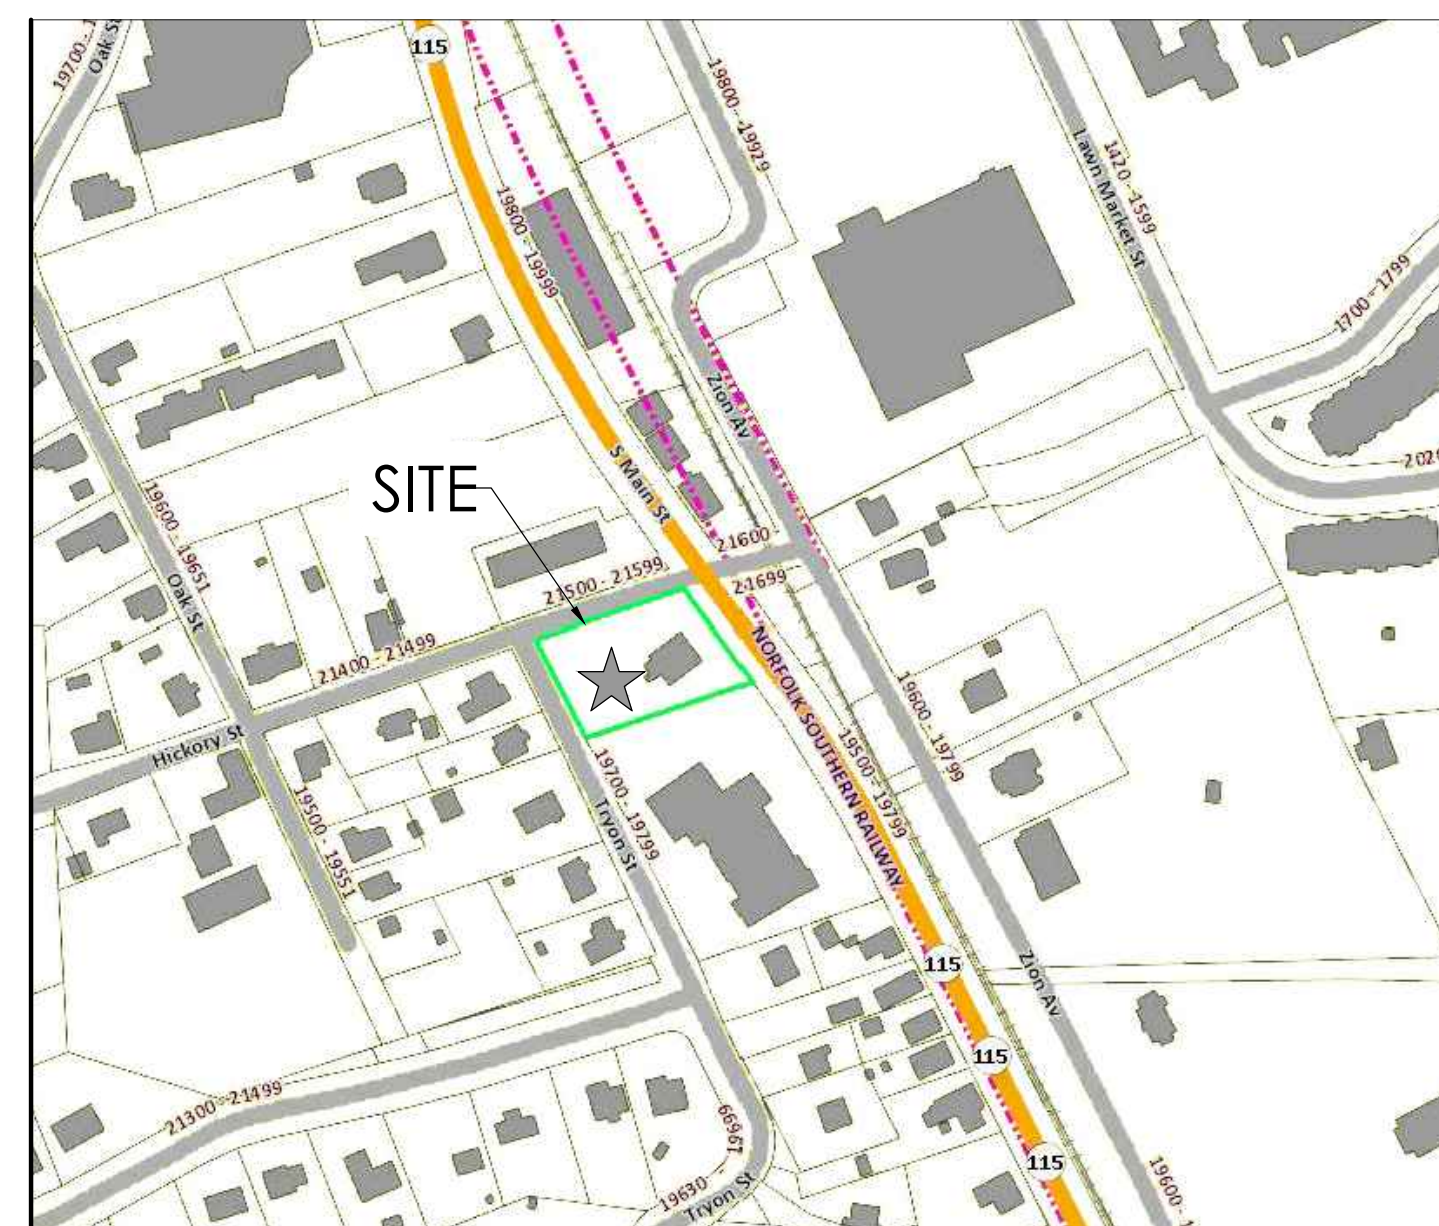 115
Oak St
19700 - 1
19800 - 19929
Lawn Market St
1420 - 1599
19800 - 19999
1700 - 1799
Zion Av
S Main St
SITE
19600 - 19651
Oak St
21600
21699
21500 - 21599
21400 - 21499
Hickory St
NORFOLK SOUTHERN RAILWAY
19600 - 19799
19500 - 19799
19500 - 19551
19700 - 19799
Tryon St
115
Zion Av
115
21300 - 21499
115
19630 - 19699
Tryon St
19600 -